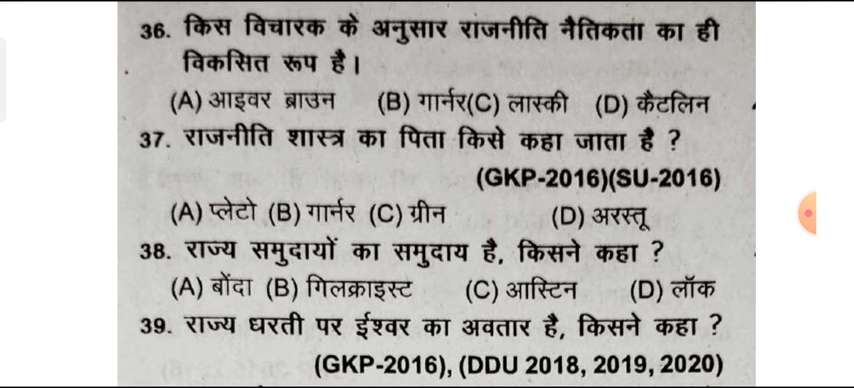 36. किस विचारक के अनुसार राजनीति नैतिकता का ही
विकसित रूप है।
(A) आइवर ब्राउन (B) गार्नर(C) लास्की (D) कैटलिन
37. राजनीति शास्त्र का पिता किसे कहा जाता है ?
(GKP-2016)(SU-2016)
(A) प्लेटो (B) गार्नर (C) ग्रीन (D) अरस्तू
38. राज्य समुदायों का समुदाय है, किसने कहा ?
(A) बोंदा (B) गिलक्राइस्ट (C) आस्टिन (D) लॉक
39. राज्य धरती पर ईश्वर का अवतार है, किसने कहा ?
(GKP-2016), (DDU 2018, 2019, 2020)